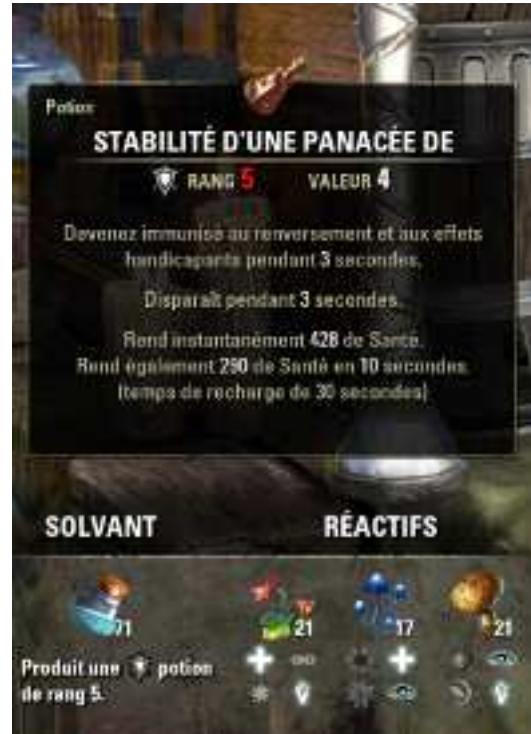 Potion
STABILITÉ D'UNE PANACÉE DE
RANG 5 VALEUR 4
Devenez immunisé au renversement et aux effets
handicapants pendant 3 secondes.
Disparaît pendant 3 secondes.
Rend instantanément 428 de Santé.
Rend également 290 de Santé en 10 secondes.
(temps de recharge de 30 secondes)
SOLVANT RÉACTIFS
71 21 17 21
Produit une potion
de rang 5.